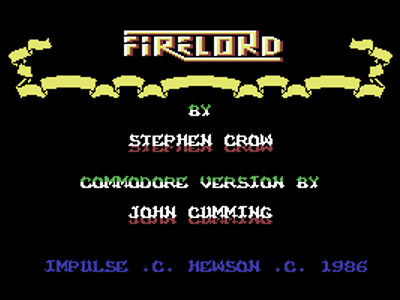 FIRELORD
BY
STEPHEN CROW
COMMODORE VERSION BY
JOHN CUMMING
IMPULSE .C. HEWSON .C. 1986